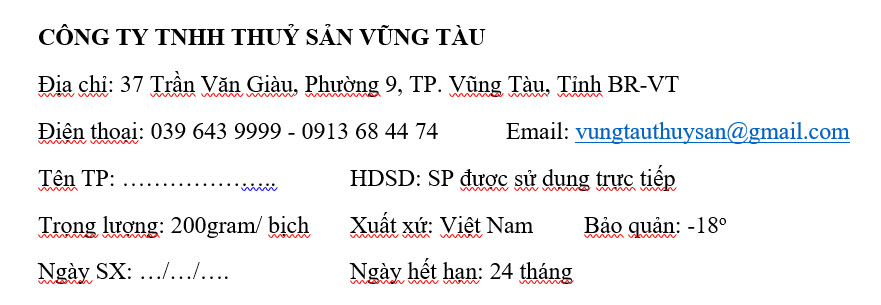 CÔNG TY TNHH THUỶ SẢN VŨNG TÀU
Địa chỉ: 37 Trần Văn Giàu, Phường 9, TP. Vũng Tàu, Tỉnh BR-VT
Điện thoại: 039 643 9999 - 0913 68 44 74 Email: vungtauthuysan@gmail.com
Tên TP: ……………….. HDSD: SP được sử dụng trực tiếp
Trọng lượng: 200gram/ bịch Xuất xứ: Việt Nam Bảo quản: -18º
Ngày SX: …/…/…. Ngày hết hạn: 24 tháng